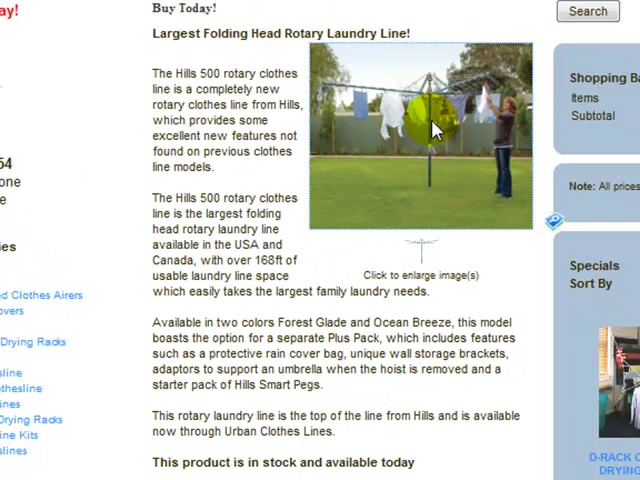 ay!
Buy Today!
Search
Largest Folding Head Rotary Laundry Line!
The Hills 500 rotary clothes
line is a completely new
rotary clothes line from Hills,
which provides some
excellent new features not
found on previous clothes
line models.
The Hills 500 rotary clothes
line is the largest folding
head rotary laundry line
available in the USA and
Canada, with over 168ft of
usable laundry line space
which easily takes the largest family laundry needs.
Click to enlarge image(s)
Available in two colors Forest Glade and Ocean Breeze, this model
boasts the option for a separate Plus Pack, which includes features
such as a protective rain cover bag, unique wall storage brackets,
adaptors to support an umbrella when the hoist is removed and a
starter pack of Hills Smart Pegs.
This rotary laundry line is the top of the line from Hills and is available
now through Urban Clothes Lines.
This product is in stock and available today
54
one
e
ies
ed Clothes Airers
overs
Drying Racks
sline
othesline
ines
Drying Racks
ine Kits
slines
Shopping Ba
Items
Subtotal
Note: All prices
Specials
Sort By
D-RACK C
DRYING